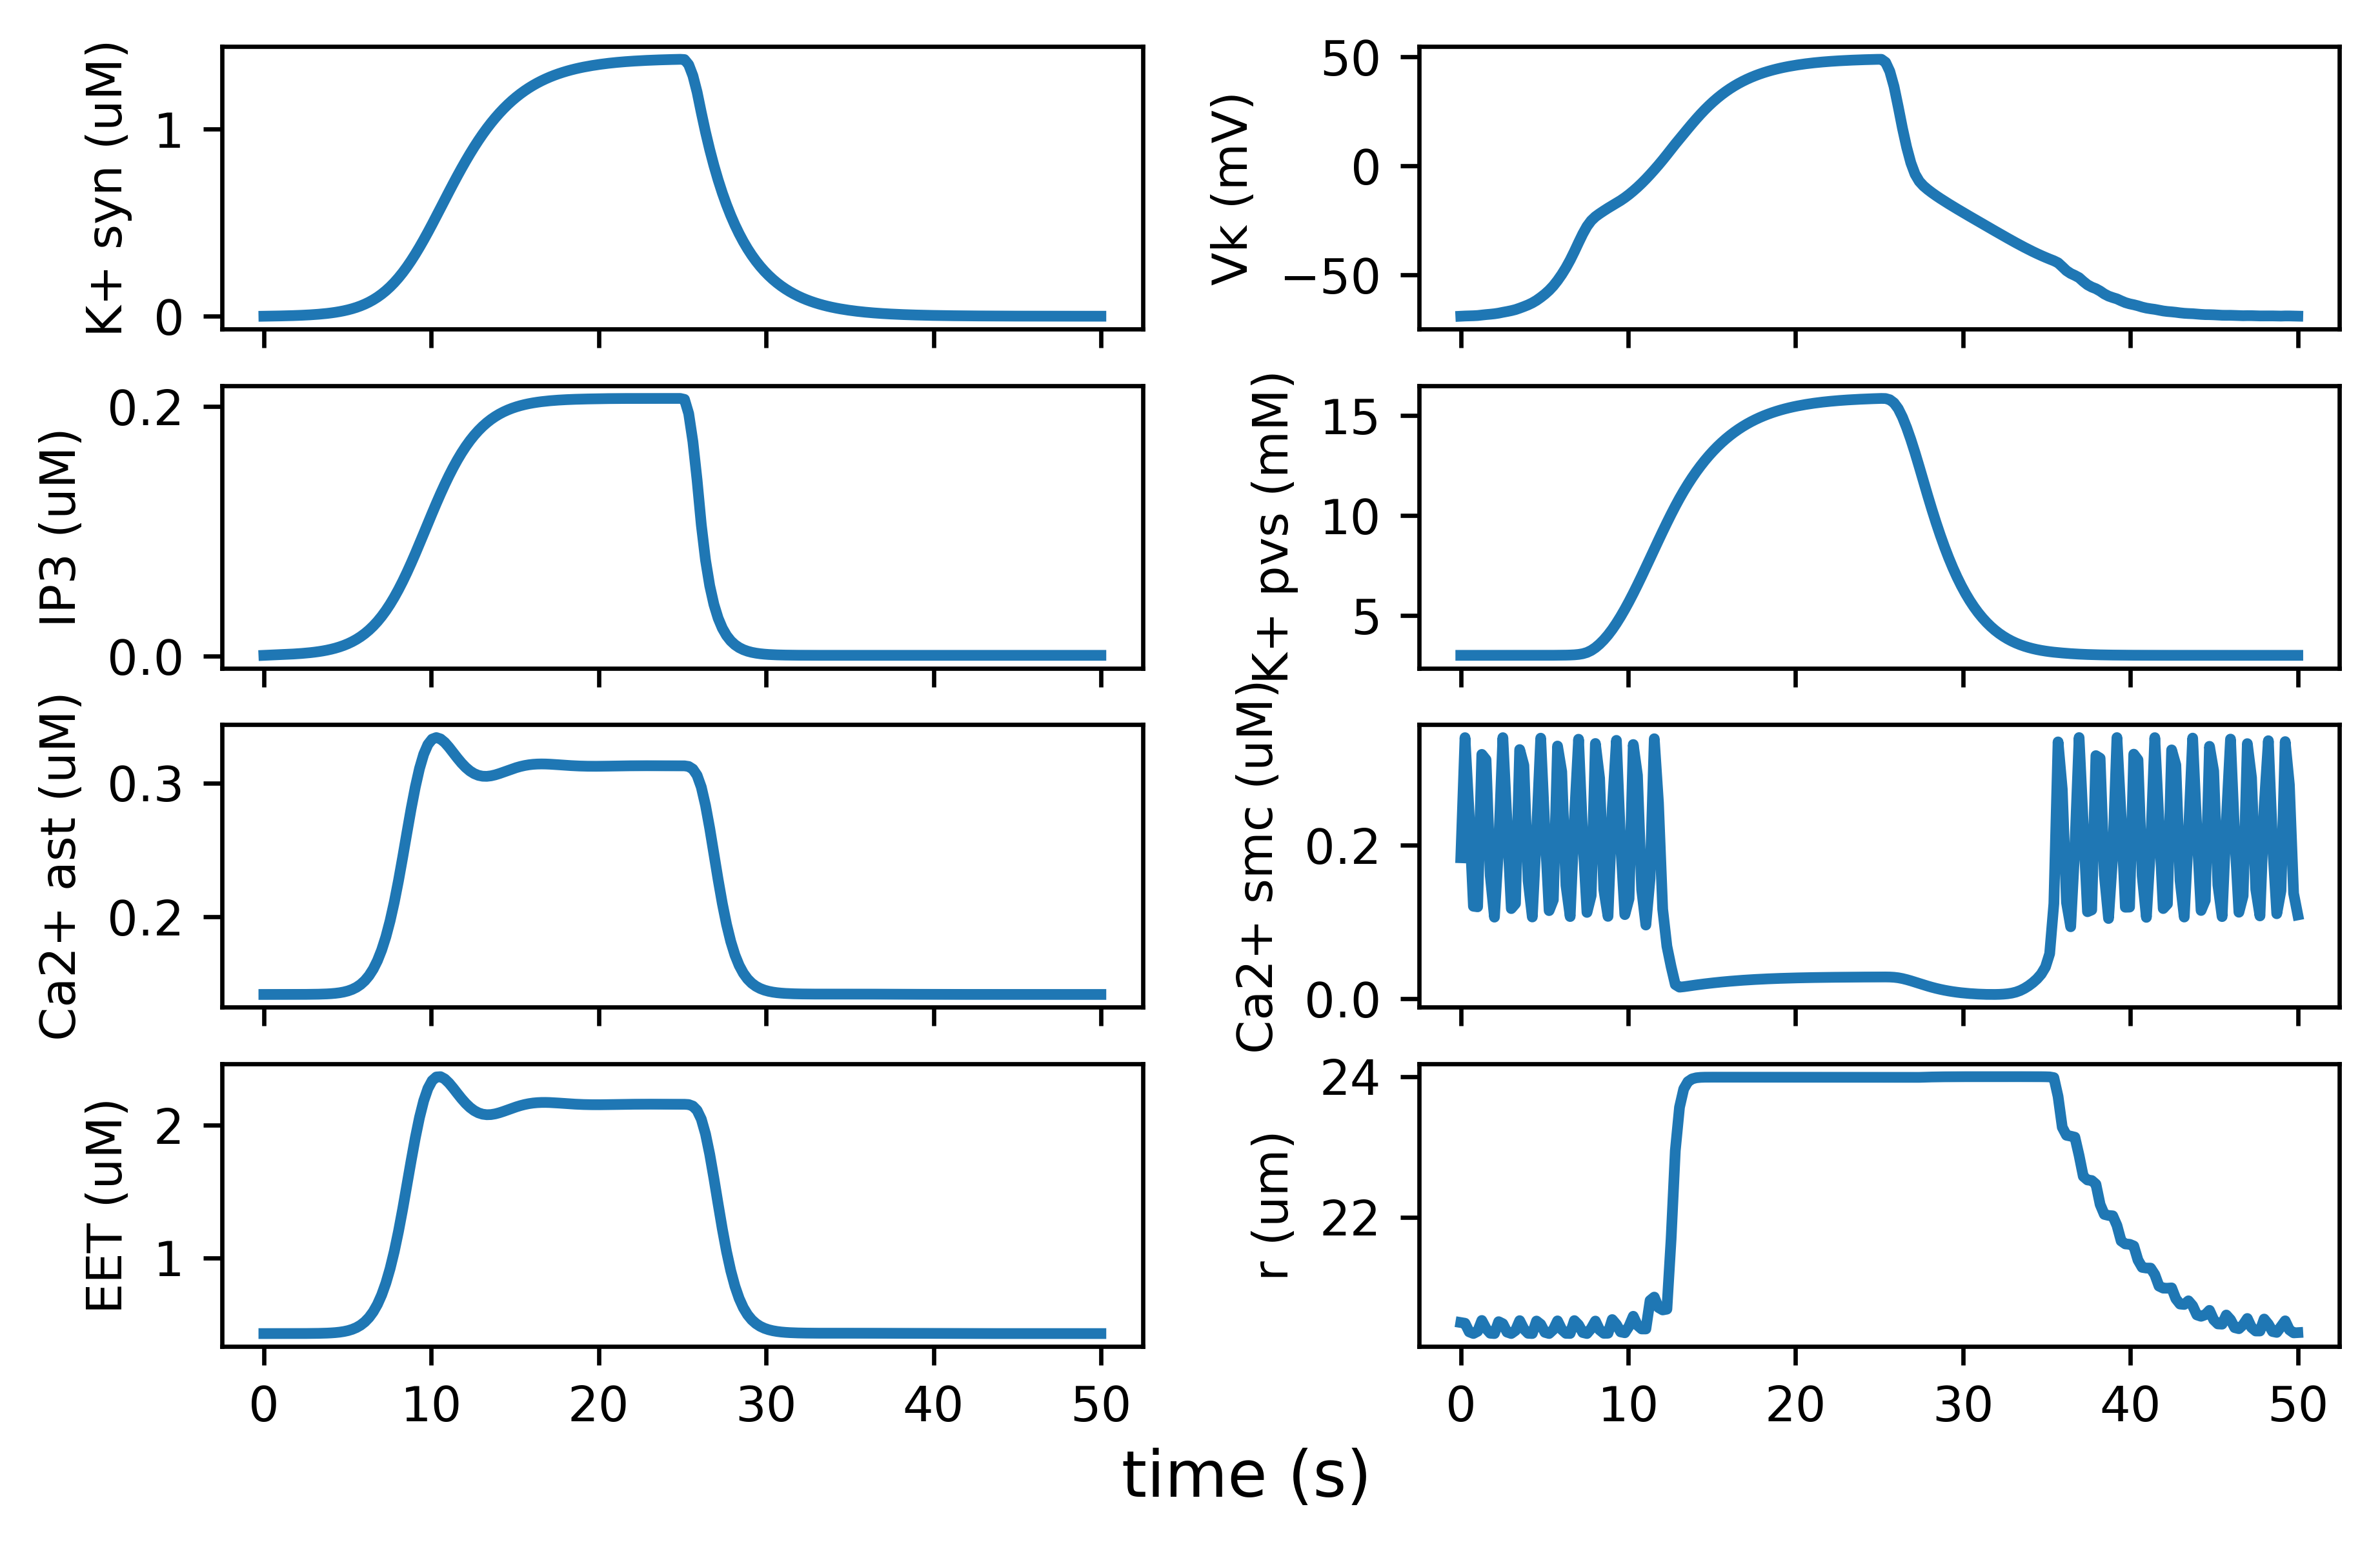 K+ syn (uM)
1
0
Vk (mV)
50
0
−50
IP3 (uM)
0.2
0.0
K+ pvs (mM)
15
10
5
Ca2+ ast (uM)
0.3
0.2
Ca2+ smc (uM)
0.2
0.0
EET (uM)
2
1
0 10 20 30 40 50
r (um)
24
22
0 10 20 30 40 50
time (s)